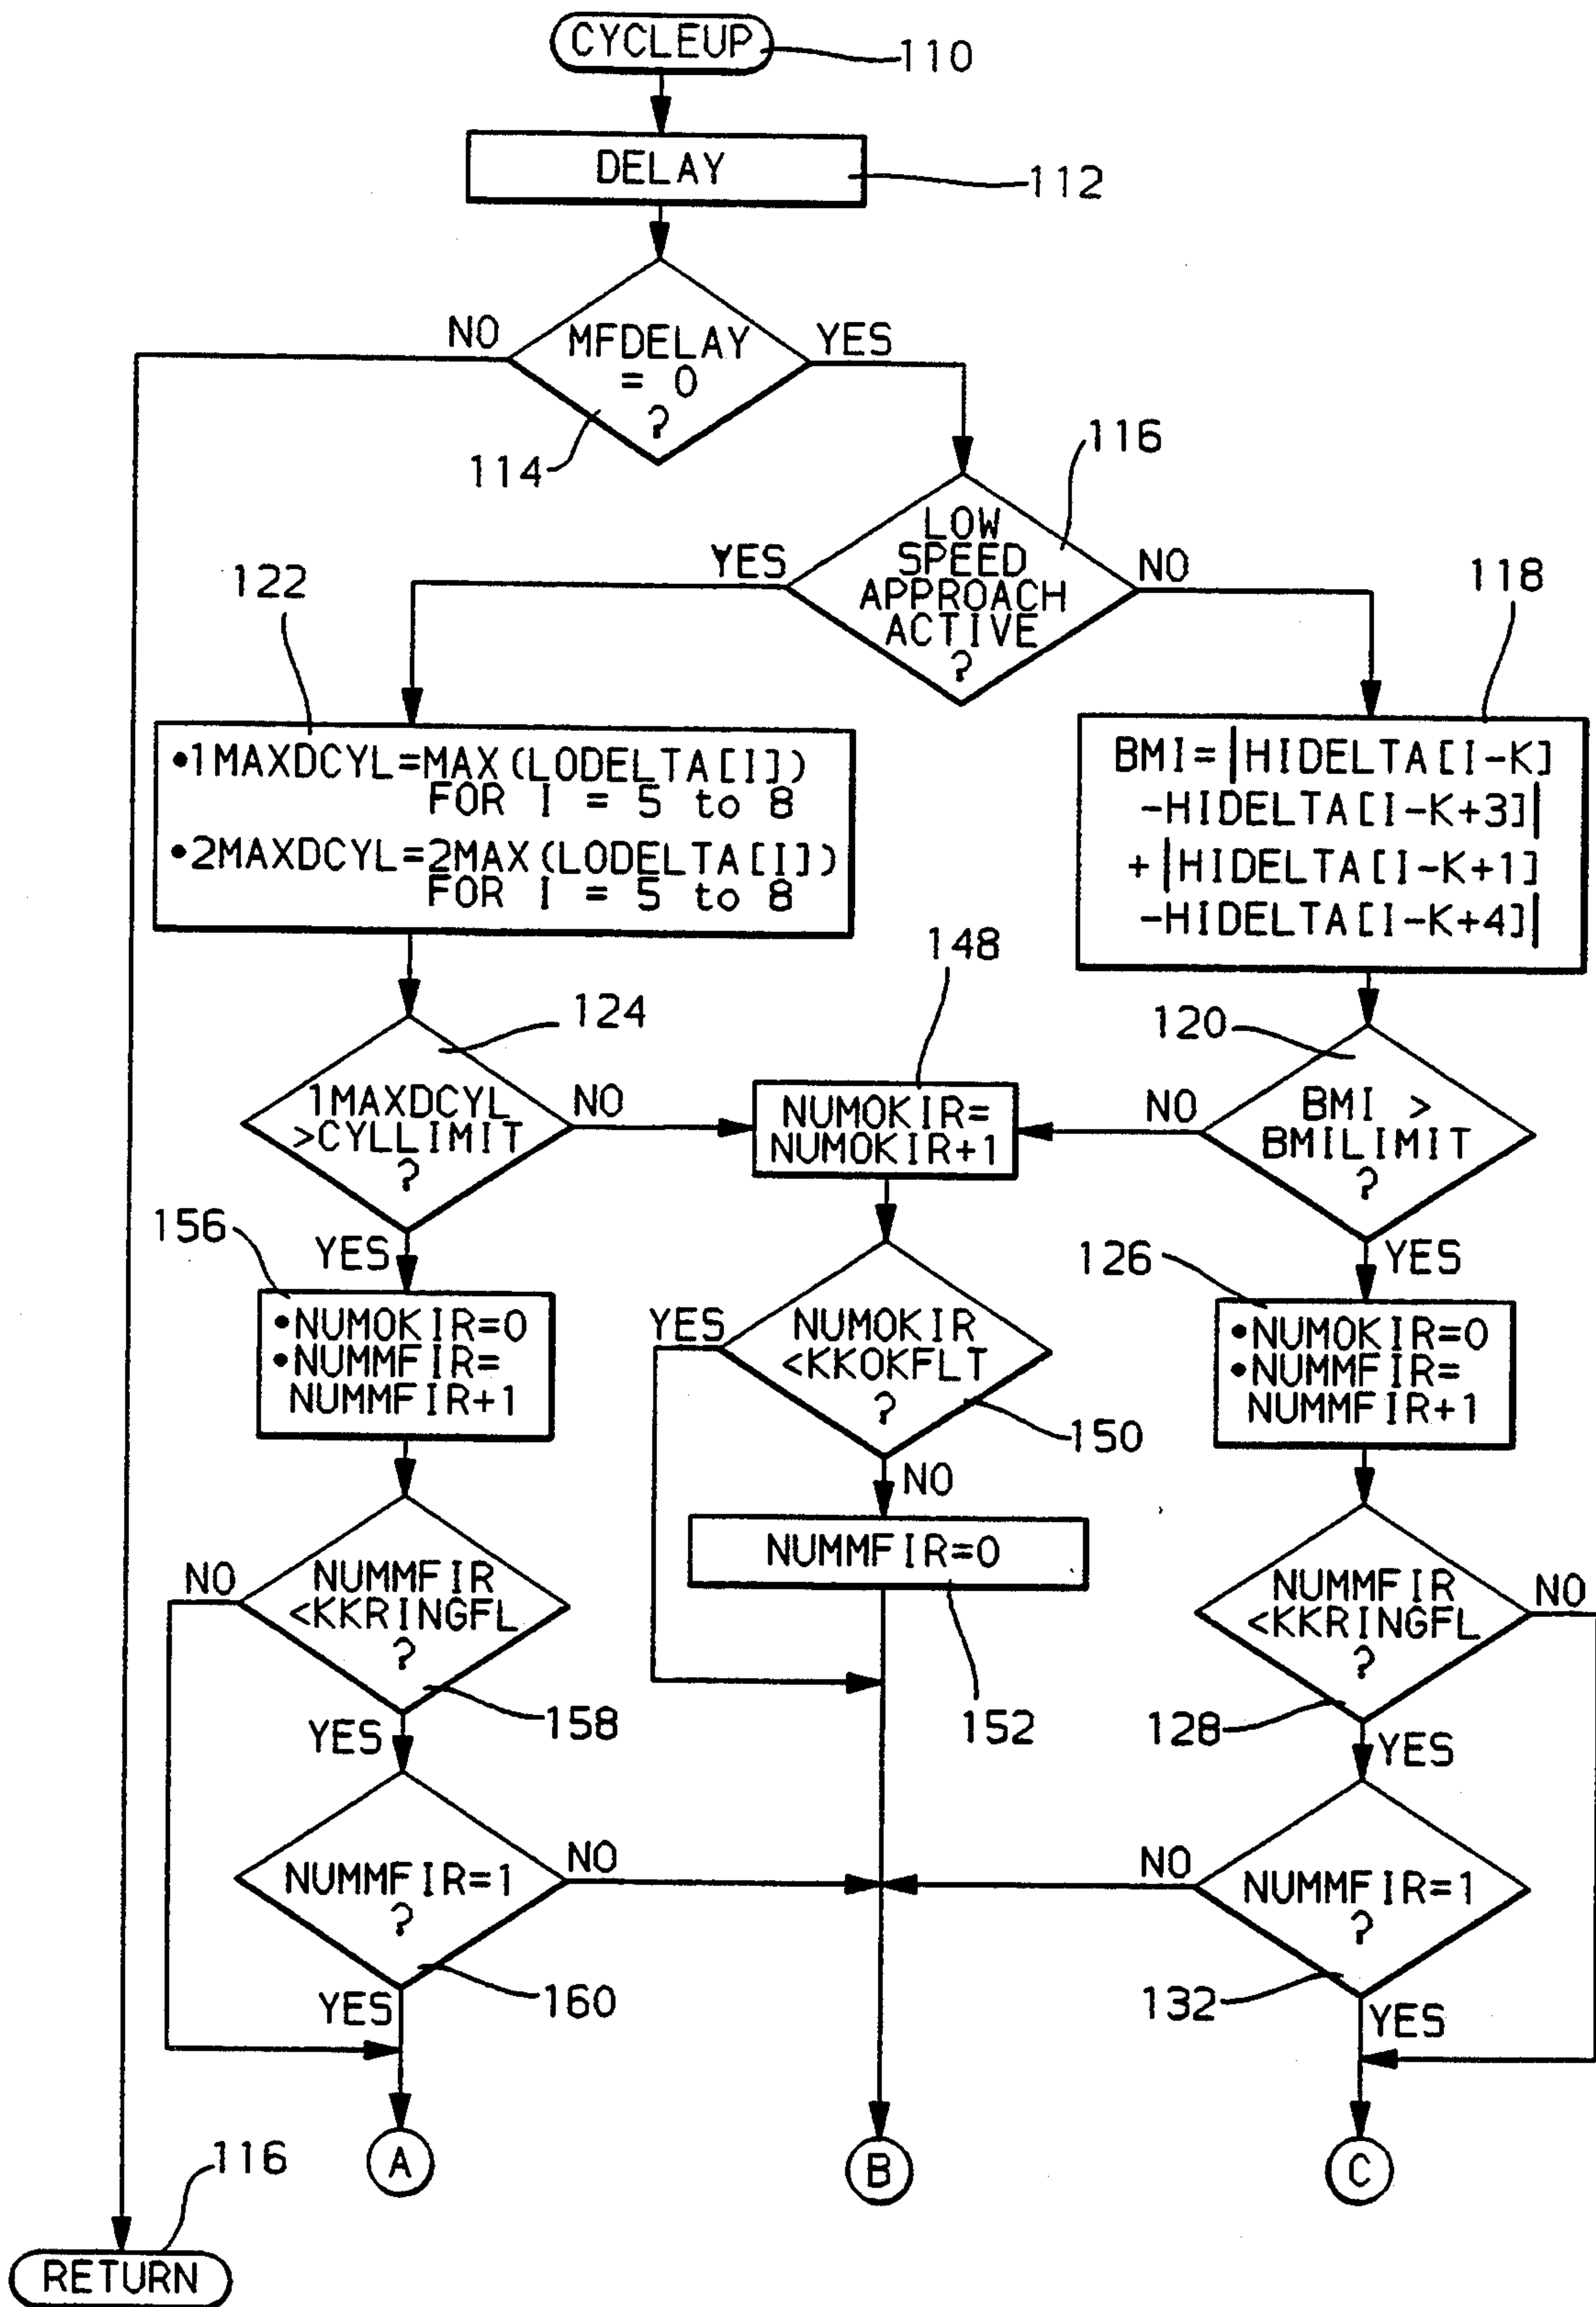 CYCLEUP
110
DELAY
112
MFDELAY
= 0
?
NO
YES
114
116
LOW
SPEED
APPROACH
ACTIVE
?
YES
NO
122
118
•1MAXDCYL=MAX(LODELTA[I])
FOR I = 5 to 8
•2MAXDCYL=2MAX(LODELTA[I])
FOR I = 5 to 8
BMI=|HIDELTA[I-K]
-HIDELTA[I-K+3]|
+|HIDELTA[I-K+1]
-HIDELTA[I-K+4]|
124
148
120
1MAXDCYL
>CYLLIMIT
?
NO
NUMOKIR=
NUMOKIR+1
NO
BMI >
BMILIMIT
?
156
YES
126
YES
•NUMOKIR=0
•NUMMFIR=
NUMMFIR+1
YES
NUMOKIR
<KKOKFLT
?
150
NO
•NUMOKIR=0
•NUMMFIR=
NUMMFIR+1
NO
NUMMFIR
<KKRINGFL
?
NUMMFIR=0
NUMMFIR
<KKRINGFL
?
NO
158
YES
152
128
YES
NUMMFIR=1
?
NO
NO
NUMMFIR=1
?
160
YES
132
YES
A
B
C
116
RETURN